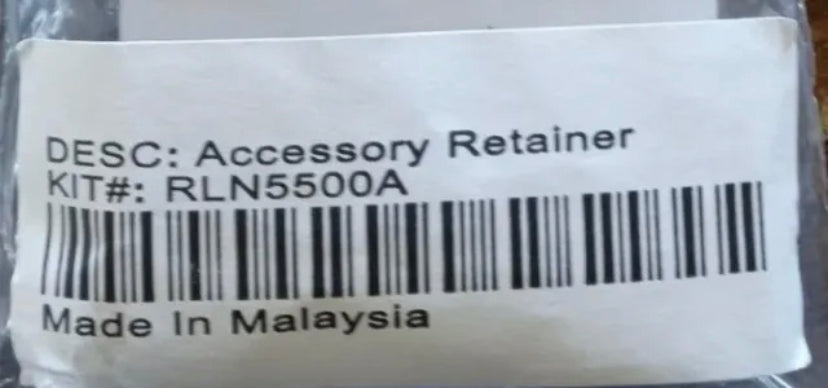 DESC: Accessory Retainer
KIT#: RLN5500A
Made In Malaysia